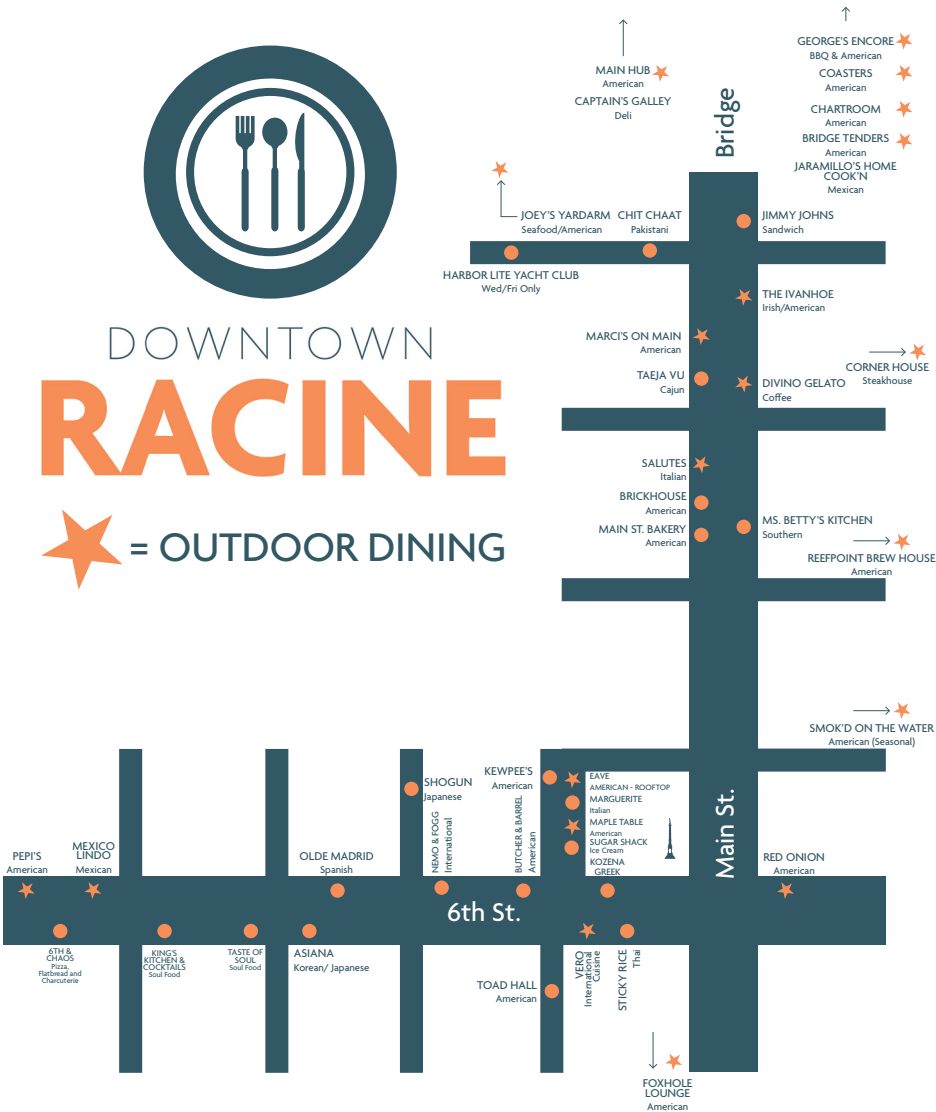 DOWNTOWN
RACINE
= OUTDOOR DINING
MAIN HUB
American
CAPTAIN'S GALLEY
Deli
GEORGE'S ENCORE
BBQ & American
COASTERS
American
CHARTROOM
American
BRIDGE TENDERS
American
JARAMILLO'S HOME
COOK'N
Mexican
Bridge
JOEY'S YARDARM
Seafood/American
CHIT CHAAT
Pakistani
JIMMY JOHNS
Sandwich
HARBOR LITE YACHT CLUB
Wed/Fri Only
THE IVANHOE
Irish/American
MARCI'S ON MAIN
American
CORNER HOUSE
Steakhouse
TAEJA VU
Cajun
DIVINO GELATO
Coffee
SALUTES
Italian
BRICKHOUSE
American
MAIN ST. BAKERY
American
MS. BETTY'S KITCHEN
Southern
REEFPOINT BREW HOUSE
American
SMOK'D ON THE WATER
American (Seasonal)
Main St.
SHOGUN
Japanese
KEWPEE'S
American
EAVE
AMERICAN - ROOFTOP
MARGUERITE
Italian
MAPLE TABLE
American
SUGAR SHACK
Ice Cream
KOZENA
GREEK
NEMO & FOGG
International
BUTCHER & BARREL
American
PEPI'S
American
MEXICO
LINDO
Mexican
OLDE MADRID
Spanish
RED ONION
American
6th St.
6TH &
CHAOS
Pizza,
Flatbread and
Charcuterie
KING'S
KITCHEN &
COCKTAILS
Soul Food
TASTE OF
SOUL
Soul Food
ASIANA
Korean/ Japanese
TOAD HALL
American
VERO
International
Cuisine
STICKY RICE
Thai
FOXHOLE
LOUNGE
American